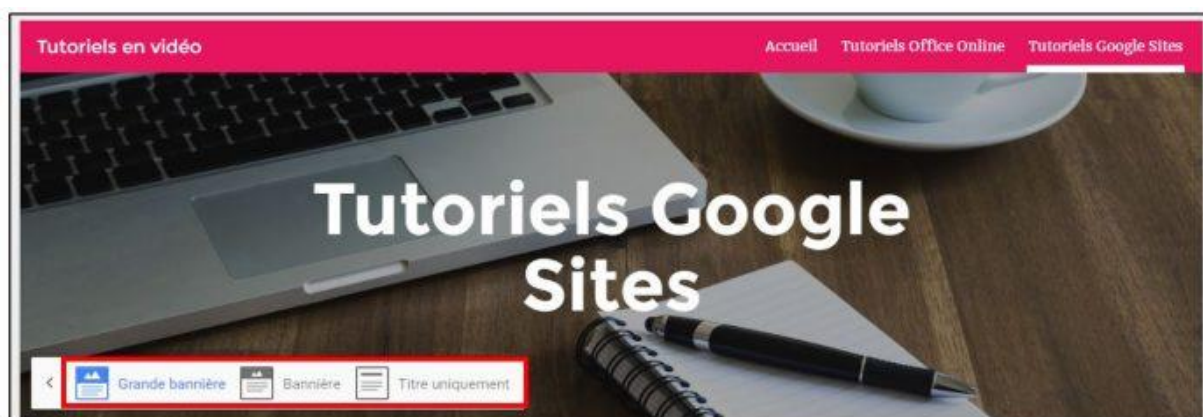 Tutoriels en vidéo
Accueil Tutoriels Office Online Tutoriels Google Sites
Tutoriels Google
Sites
Grande bannière Bannière Titre uniquement